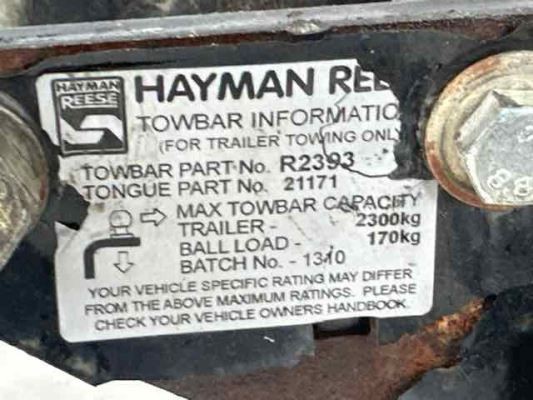 HAYMAN REESE
HAYMAN REE
TOWBAR INFORMATIO
(FOR TRAILER TOWING ONLY
TOWBAR PART No. R2393
TONGUE PART No. 21171
MAX TOWBAR CAPACITY
TRAILER - 2300kg
BALL LOAD - 170kg
BATCH No. - 1310
YOUR VEHICLE SPECIFIC RATING MAY DIFFER
FROM THE ABOVE MAXIMUM RATINGS. PLEASE
CHECK YOUR VEHICLE OWNERS HANDBOOK.
8.8